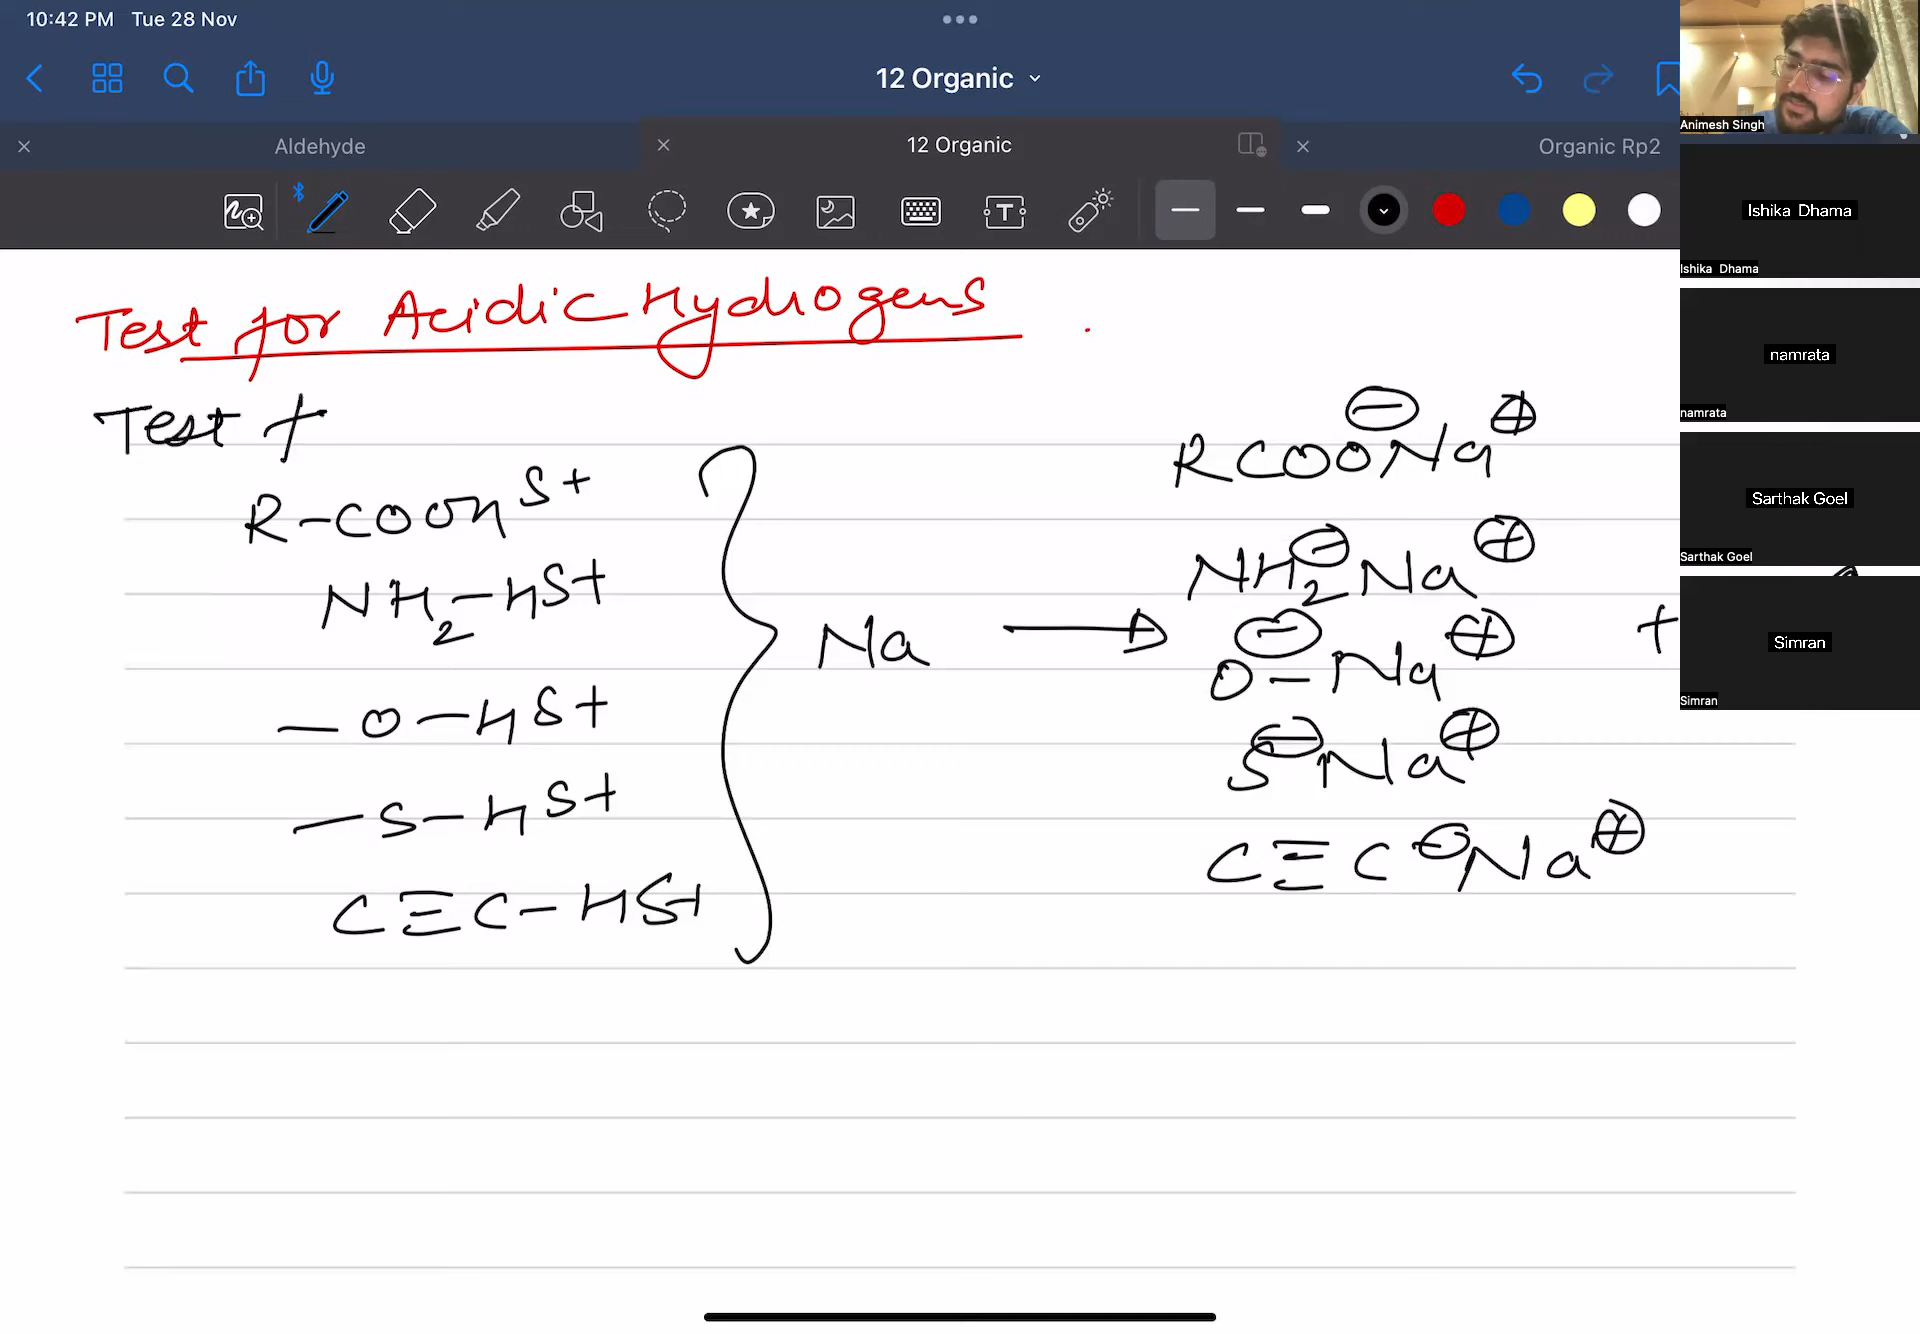 10:42 PM Tue 28 Nov
12 Organic
Aldehyde
12 Organic
Organic Rp2
Animesh Singh
Ishika Dhama
Ishika Dhama
namrata
namrata
Sarthak Goel
Sarthak Goel
Simran
Simran
Test for Acidic Hydrogens
Test +
R-COOH δ+
NH₂-H δ+
-O-H δ+
-S-H δ+
C≡C-H δ+
Na →
RCOO⊖Na⊕
NH₂⊖Na⊕
O⊖-Na⊕
S⊖Na⊕
C≡C⊖Na⊕
+